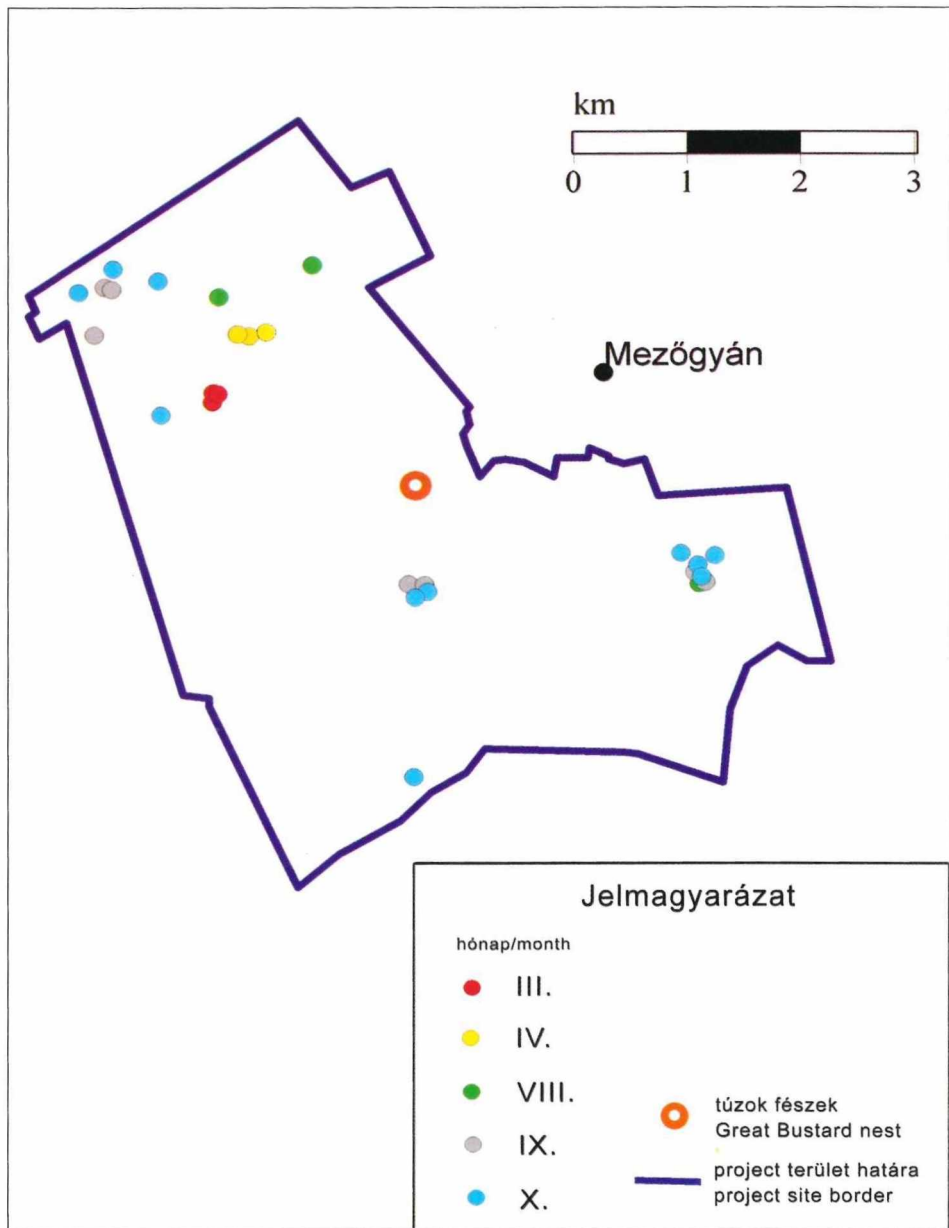 km
0 1 2 3
Mezőgyán
Jelmagyarázat
hónap/month
III.
IV.
VIII.
IX.
X.
túzok fészek
Great Bustard nest
project terület határa
project site border